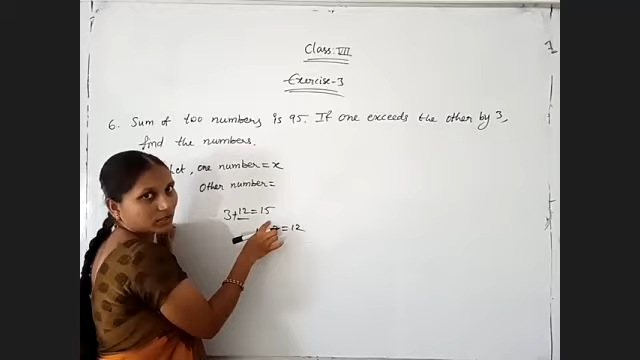 Class: VII
Exercise-3
6. Sum of too numbers is 95. If one exceeds the other by 3,
find the numbers.
Let, one number = x
Other number =
3+12=15
= 12